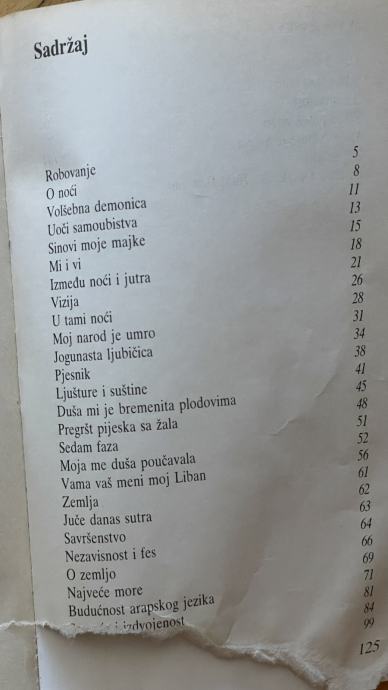 Sadržaj
Robovanje 5
O noći 8
Volšebna demonica 11
Uoči samoubistva 13
Sinovi moje majke 15
Mi i vi 18
Između noći i jutra 21
Vizija 26
U tami noći 28
Moj narod je umro 31
Jogunasta ljubičica 34
Pjesnik 38
Ljušture i suštine 41
Duša mi je bremenita plodovima 45
Pregršt pijeska sa žala 48
Sedam faza 51
Moja me duša poučavala 52
Vama vaš meni moj Liban 56
Zemlja 61
Juče danas sutra 62
Savršenstvo 63
Nezavisnost i fes 64
O zemljo 66
Najveće more 69
Budućnost arapskog jezika 71
i izdvojenost 81
84
99
125